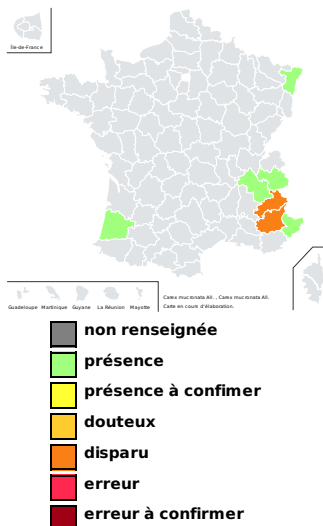 Île-de-France
Guadeloupe Martinique Guyane La Réunion Mayotte
Carex mucronata All. , Carex mucronata All.
Carte en cours d'élaboration.
non renseignée
présence
présence à confimer
douteux
disparu
erreur
erreur à confirmer